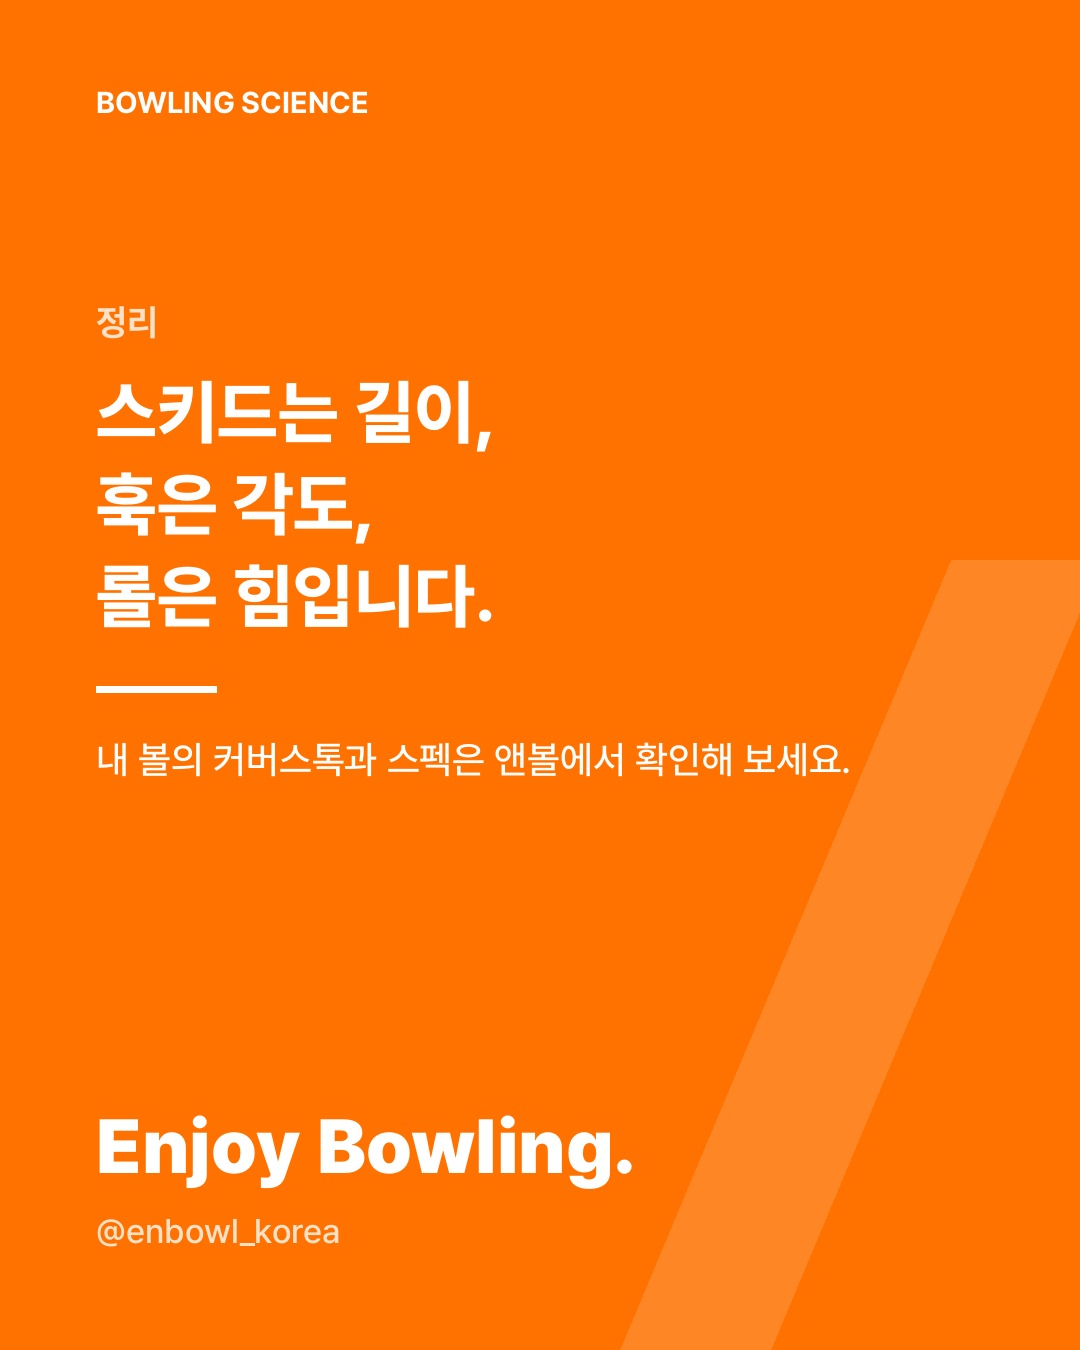 BOWLING SCIENCE
정리
스키드는 길이,
훅은 각도,
롤은 힘입니다.
내 볼의 커버스톡과 스펙은 앤볼에서 확인해 보세요.
Enjoy Bowling.
@enbowl_korea